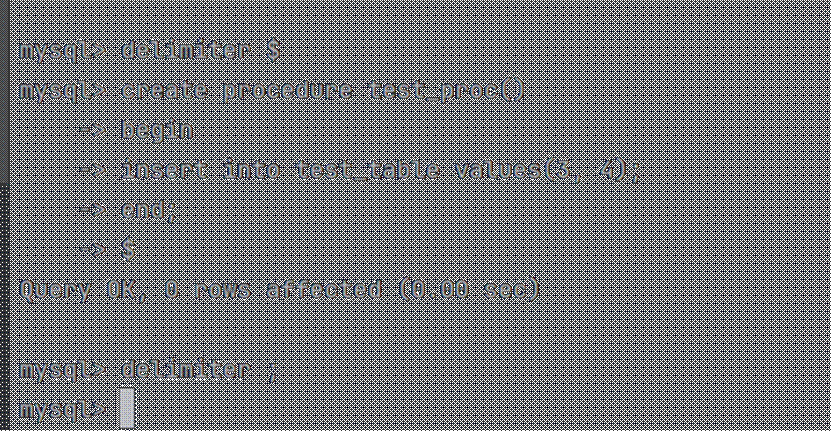 mysql> delimiter $
mysql> create procedure test_proc()
    -> begin
    -> insert into test_table values(3, 4);
    -> end;
    -> $
Query OK, 0 rows affected (0.00 sec)

mysql> delimiter ;
mysql>